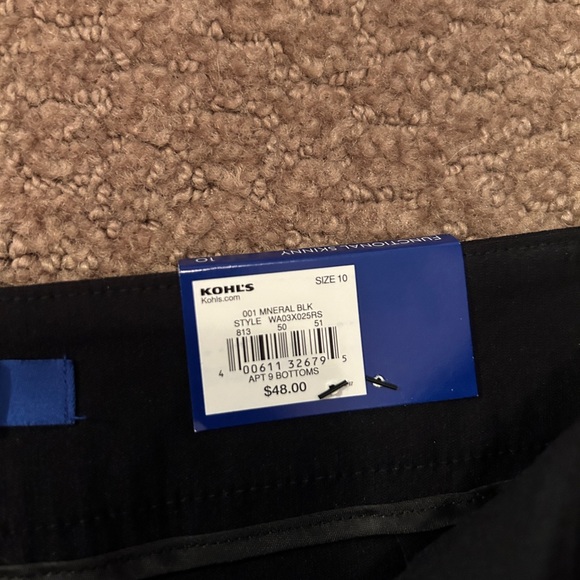 FUNCTIONAL SKINNY
10
KOHL'S
Kohls.com
SIZE 10
001 MNERAL BLK
STYLE WA03X025RS
813 50 51
4 00611 32679 5
APT 9 BOTTOMS
$48.00